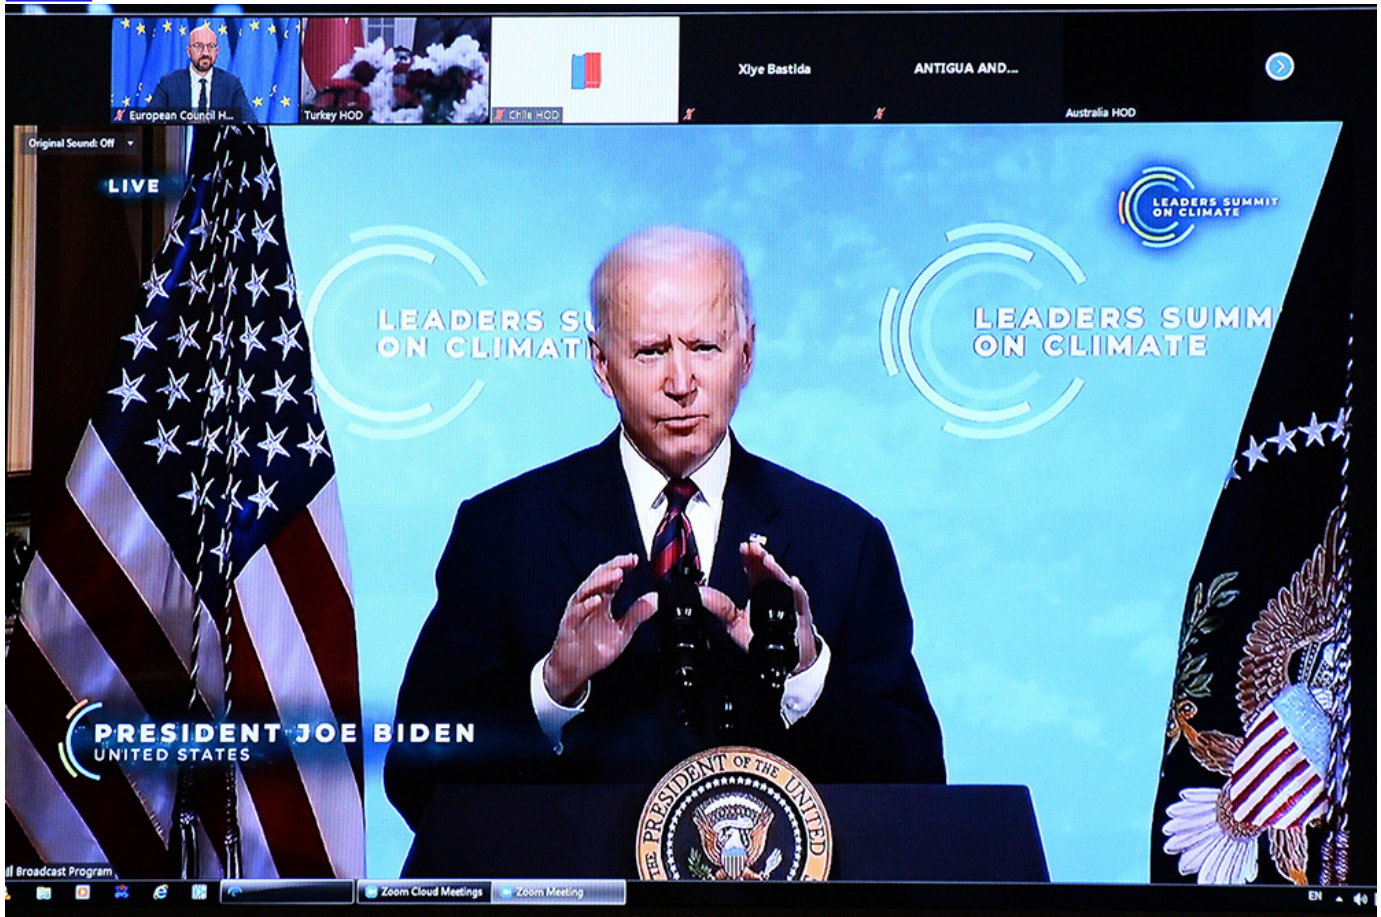 European Council H...
Turkey HOD
Chile HOD
Xiye Bastida
ANTIGUA AND...
Australia HOD
Original Sound: Off
LIVE
LEADERS SUMMIT
ON CLIMATE
LEADERS SU
ON CLIMAT
LEADERS SUMM
ON CLIMATE
PRESIDENT JOE BIDEN
UNITED STATES
THE PRESIDENT OF THE UNITED
Broadcast Program
Zoom Cloud Meetings
Zoom Meeting
EN